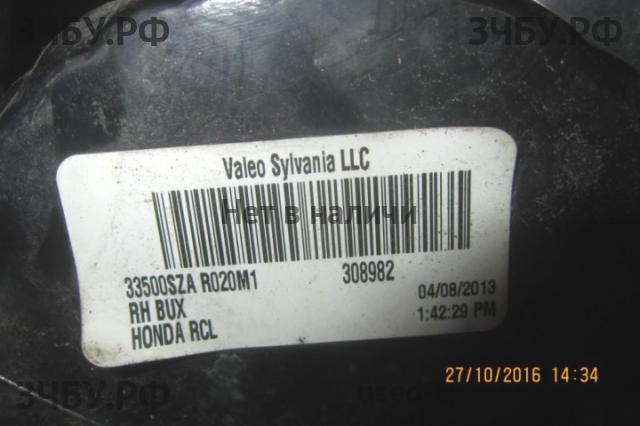 ЗЧБУ.РФ ЗЧБУ.РФ
Valeo Sylvania LLC
Нет в наличи
33500SZA R020M1 308982 04/08/2013
RH BUX 1:42:29 PM
HONDA RCL
27/10/2016 14:34
ЗЧБУ.РФ